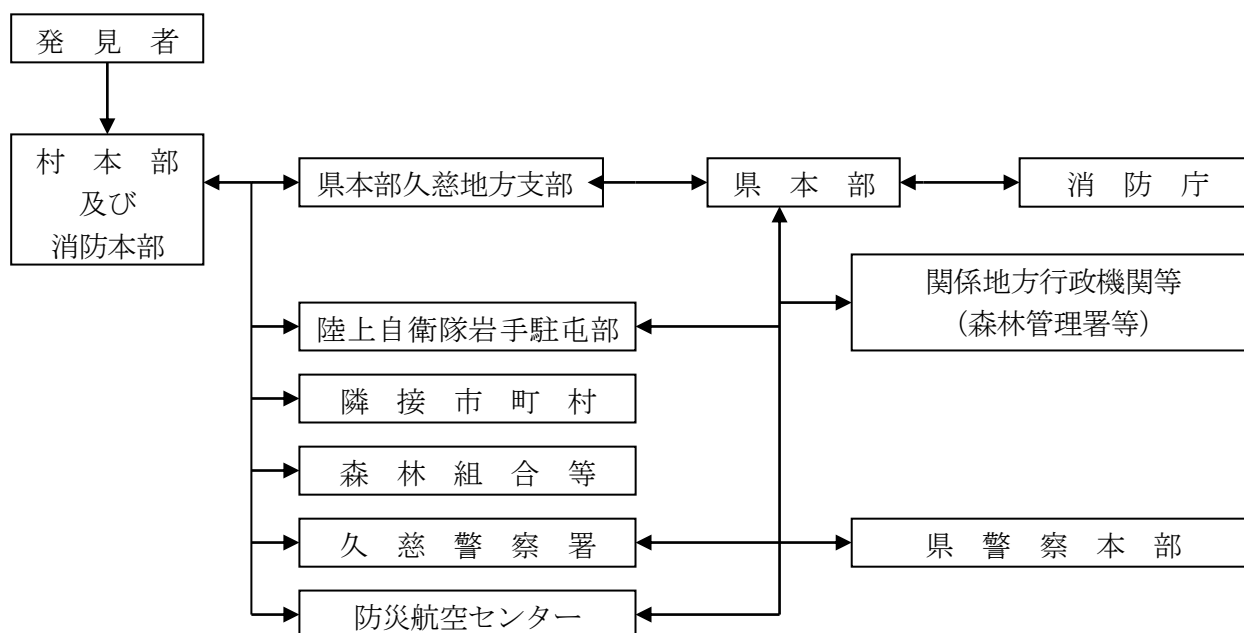 発見者
村本部
及び
消防本部
県本部久慈地方支部
県本部
消防庁
関係地方行政機関等
（森林管理署等）
陸上自衛隊岩手駐屯部
隣接市町村
森林組合等
久慈警察署
県警察本部
防災航空センター